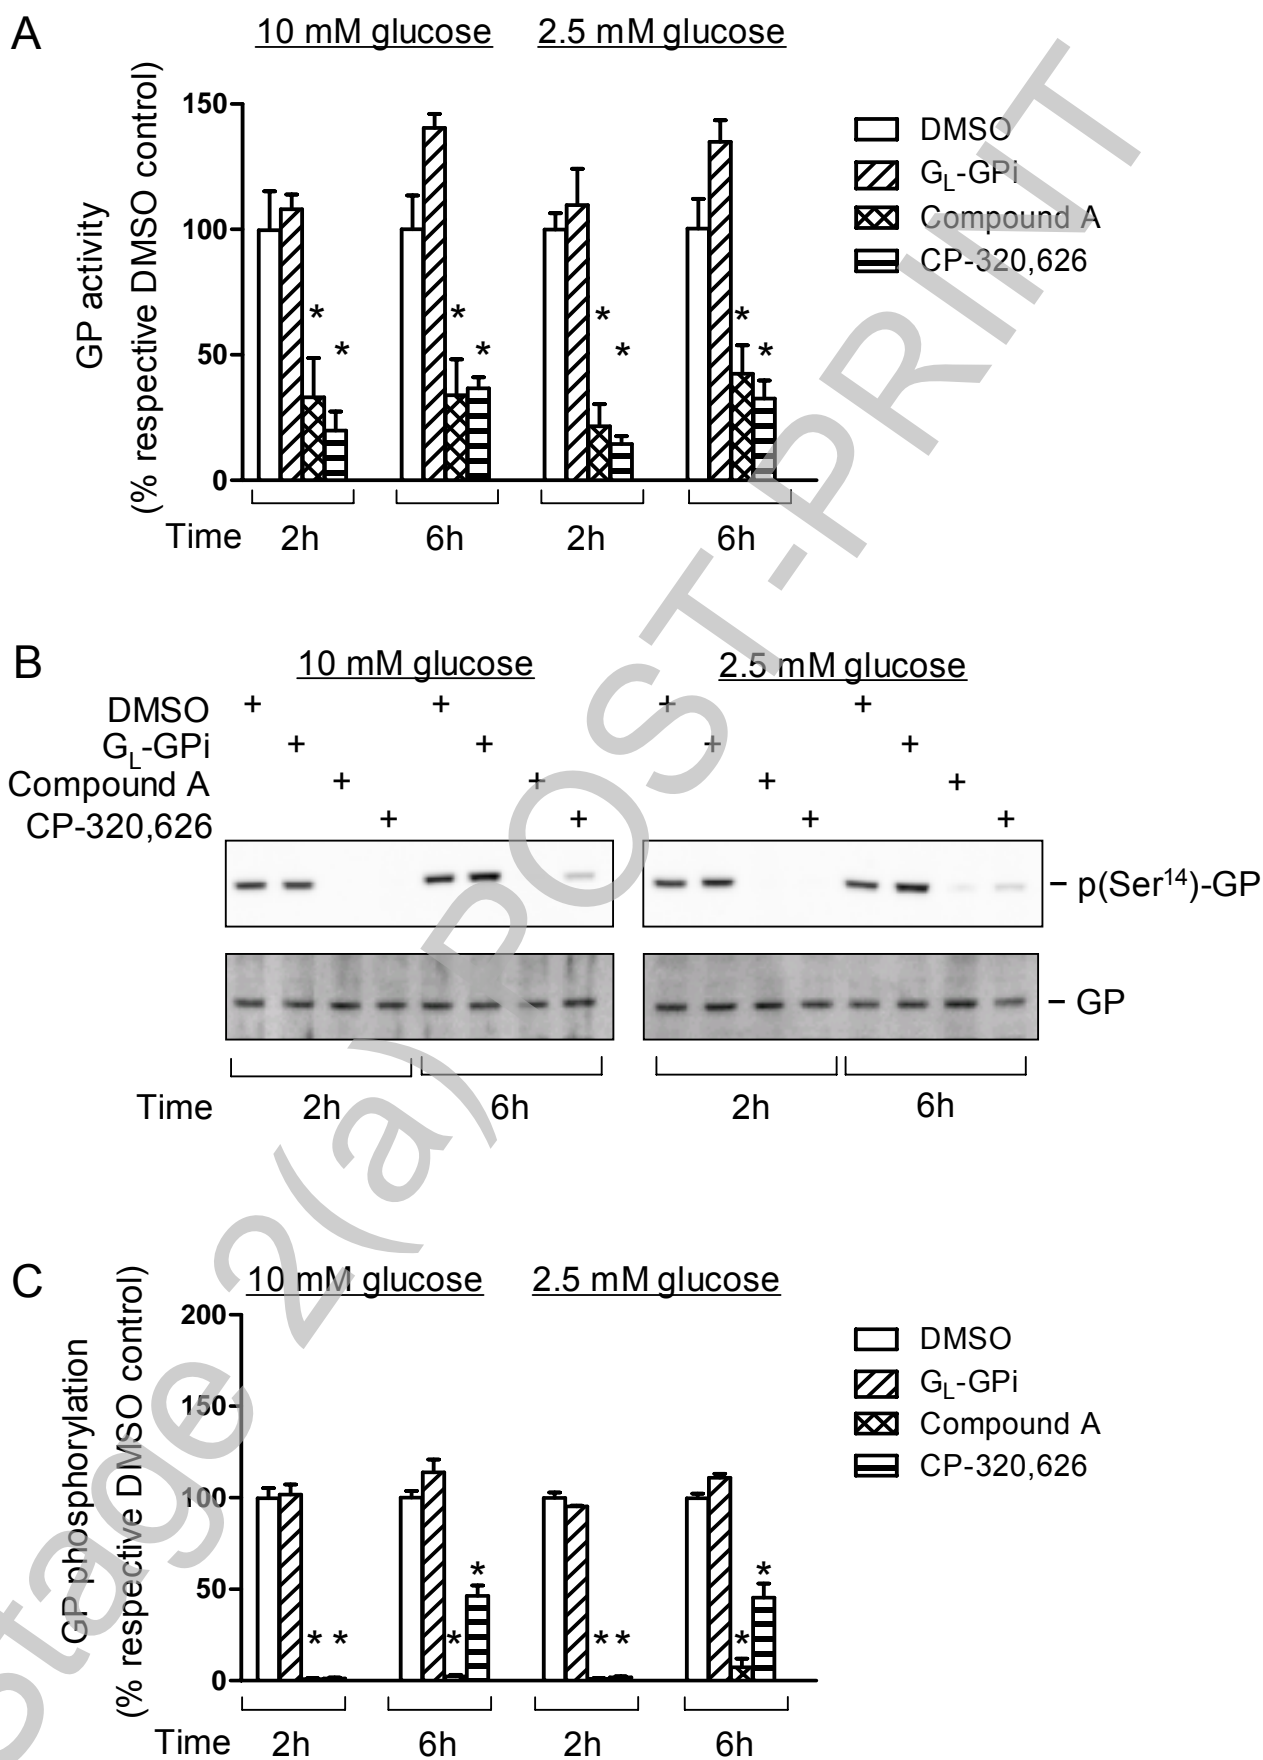 A
10 mM glucose 2.5 mM glucose
GP activity
(% respective DMSO control)
150
100
50
0
* * * * * * * *
DMSO
G_L-GPi
Compound A
CP-320,626
Time 2h 6h 2h 6h
B
10 mM glucose 2.5 mM glucose
DMSO + + + +
G_L-GPi + + + +
Compound A + + + +
CP-320,626 + + + +
– p(Ser¹⁴)-GP
– GP
Time 2h 6h 2h 6h
C
10 mM glucose 2.5 mM glucose
GP phosphorylation
(% respective DMSO control)
200
150
100
50
0
* * * * * * * *
DMSO
G_L-GPi
Compound A
CP-320,626
Time 2h 6h 2h 6h
Stage 2(a) POST-PRINT